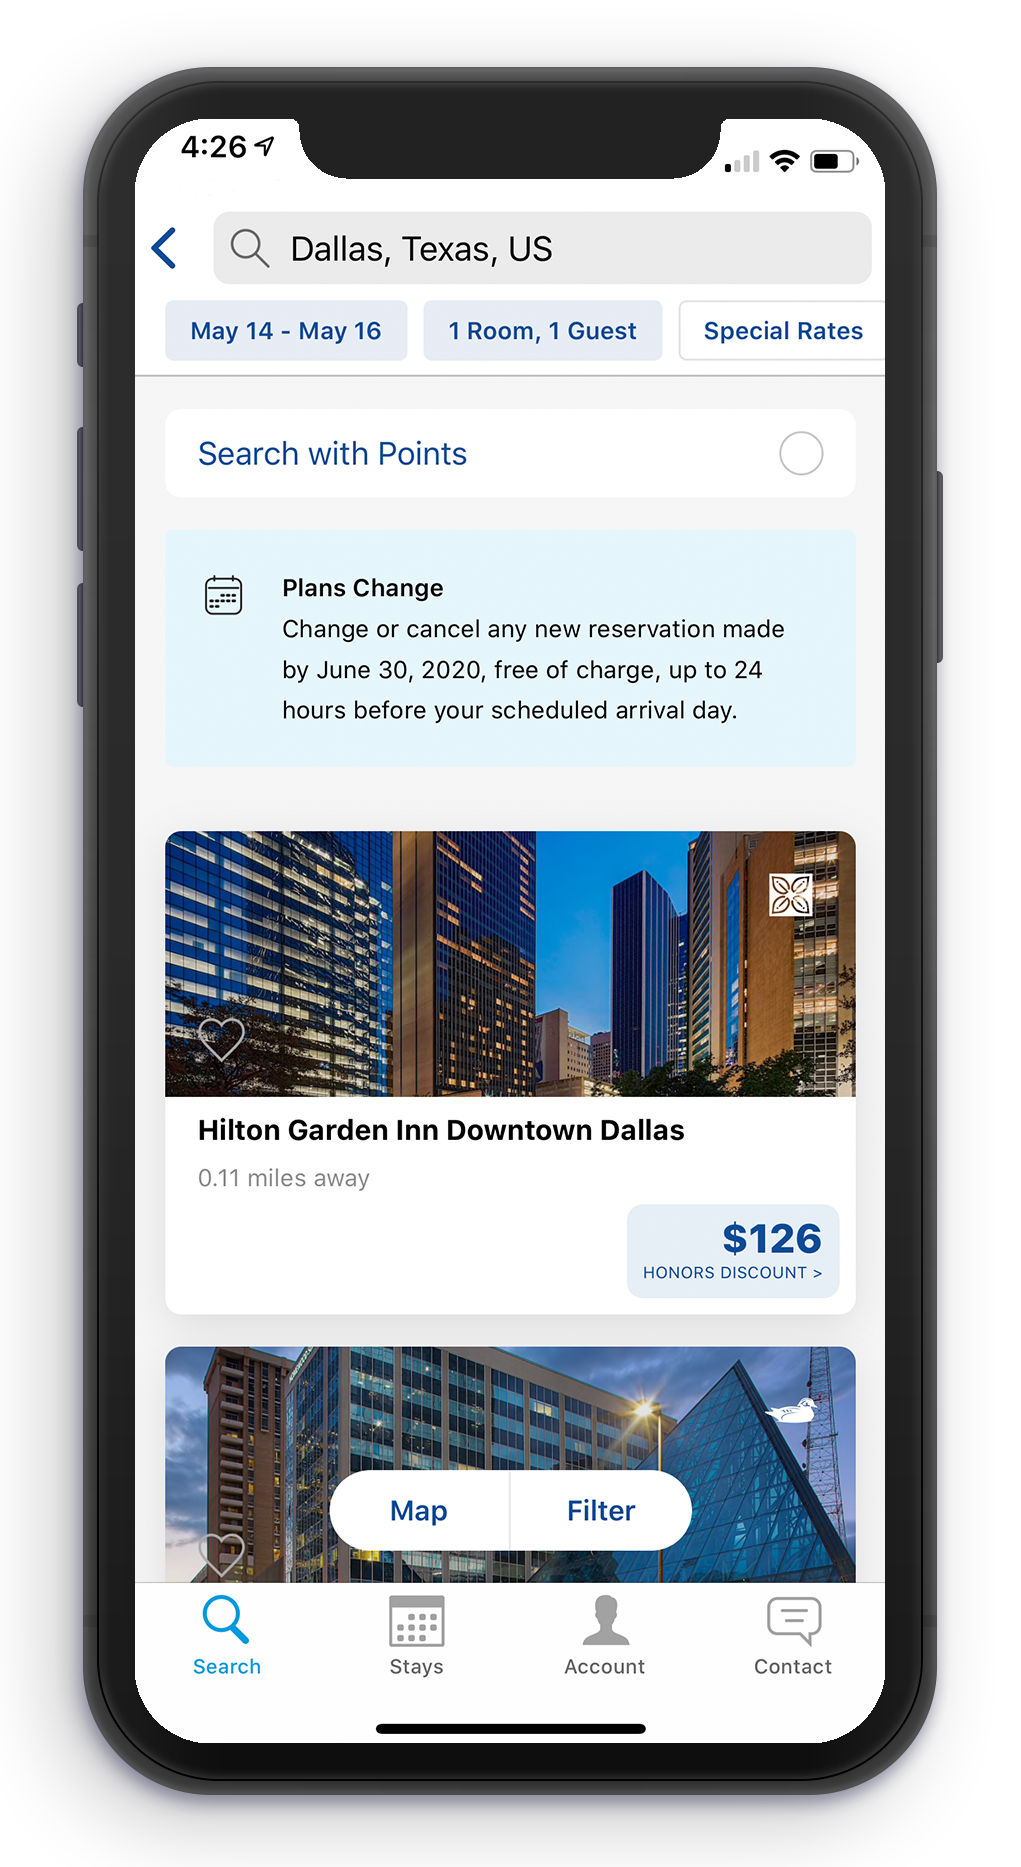 4:26
Dallas, Texas, US
May 14 - May 16
1 Room, 1 Guest
Special Rates
Search with Points
Plans Change
Change or cancel any new reservation made
by June 30, 2020, free of charge, up to 24
hours before your scheduled arrival day.
Hilton Garden Inn Downtown Dallas
0.11 miles away
$126
HONORS DISCOUNT >
Map
Filter
Search
Stays
Account
Contact